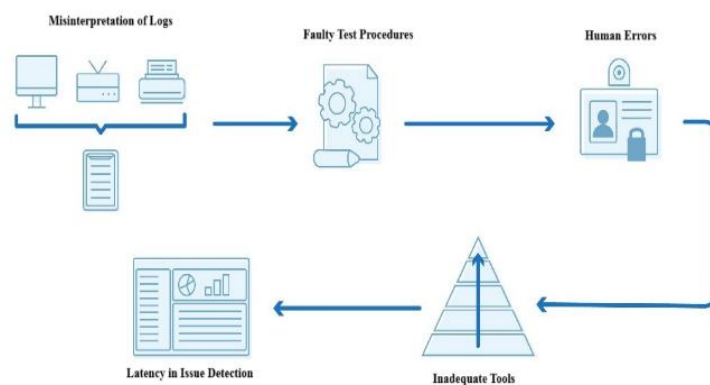 Misinterpretation of Logs
Faulty Test Procedures
Human Errors
Inadequate Tools
Latency in Issue Detection